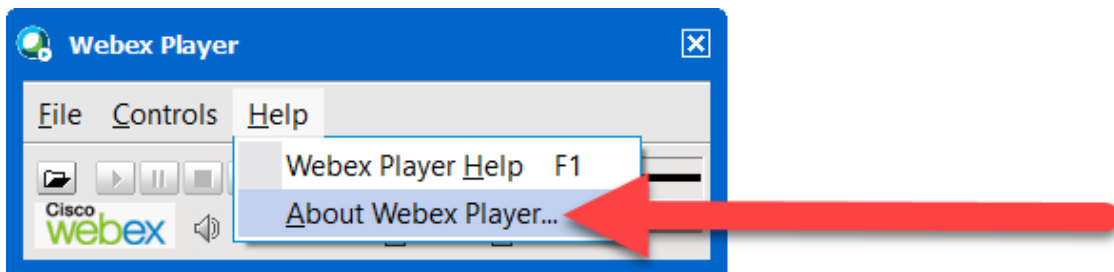 Webex Player
File Controls Help
Webex Player Help F1
About Webex Player...
Cisco
webex